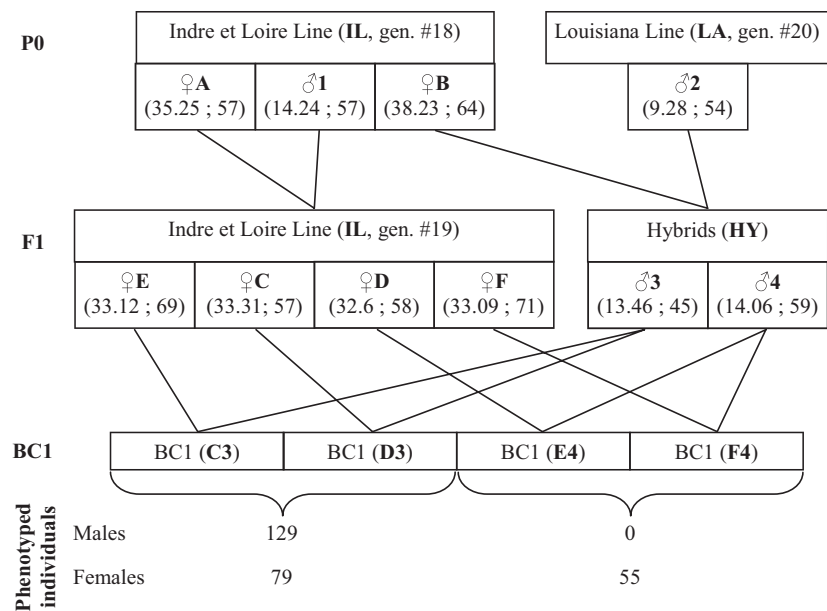 P0
Indre et Loire Line (IL, gen. #18)
Louisiana Line (LA, gen. #20)
♀A
♂1
♀B
♂2
(35.25 ; 57)
(14.24 ; 57)
(38.23 ; 64)
(9.28 ; 54)
F1
Indre et Loire Line (IL, gen. #19)
Hybrids (HY)
♀E
♀C
♀D
♀F
♂3
♂4
(33.12 ; 69)
(33.31; 57)
(32.6 ; 58)
(33.09 ; 71)
(13.46 ; 45)
(14.06 ; 59)
BC1
BC1 (C3)
BC1 (D3)
BC1 (E4)
BC1 (F4)
Phenotyped
individuals
Males
129
0
Females
79
55